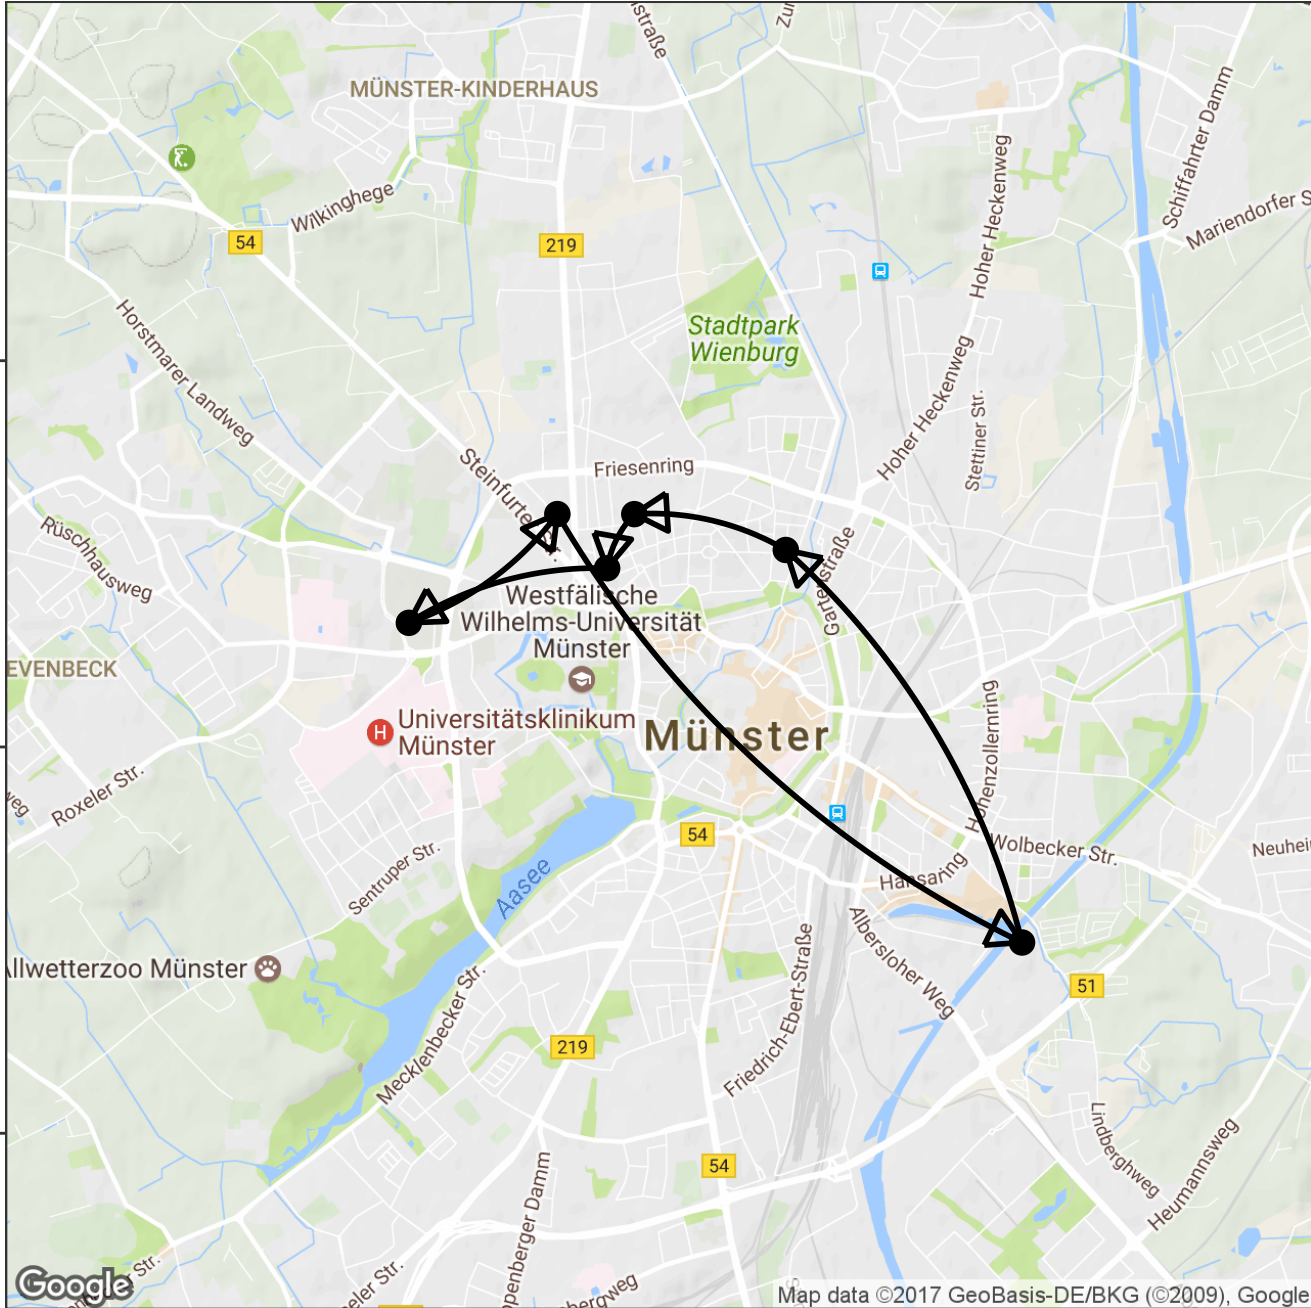 Zur
MÜNSTER-KINDERHAUS
Schiffahrter Damm
Wilkinghege
Mariendorfer S
54
219
Hoher Heckenweg
Stadtpark
Wienburg
Horstmarer Landweg
Hoher Heckenweg
Stettiner Str.
Steinfurter
Friesenring
Rüschhausweg
Gartenstraße
Westfälische
Wilhelms-Universität
Münster
EVENBECK
H
Universitätsklinikum
Münster
Münster
Hohenzollernring
Roxeler Str.
weg
54
Wolbecker Str.
Neuhei
Sentruper Str.
Aasee
Hansaring
Albersloher Weg
Allwetterzoo Münster
Friedrich-Ebert-Straße
51
Mecklenbecker Str.
219
Lindberghweg
Heumannsweg
54
Google
Map data ©2017 GeoBasis-DE/BKG (©2009), Google